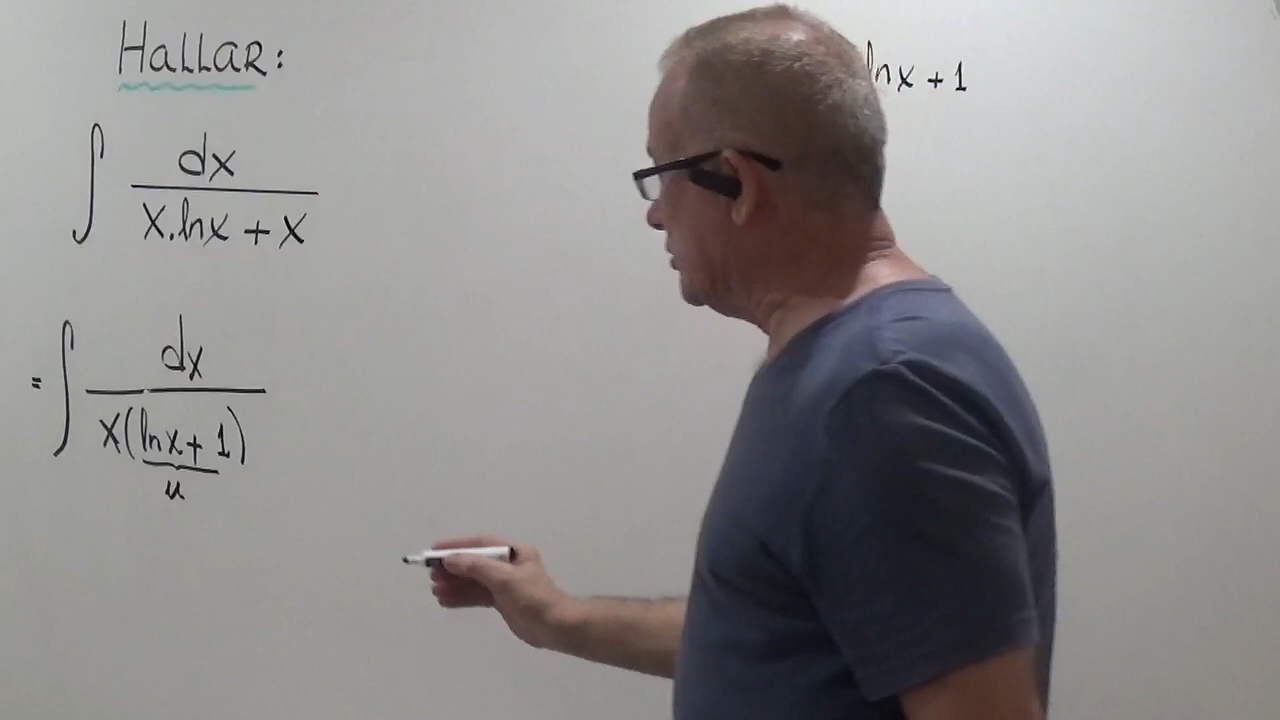 Hallar:
∫ dx / (x.lnx + x)
= ∫ dx / (x(lnx + 1))
u
lnx + 1